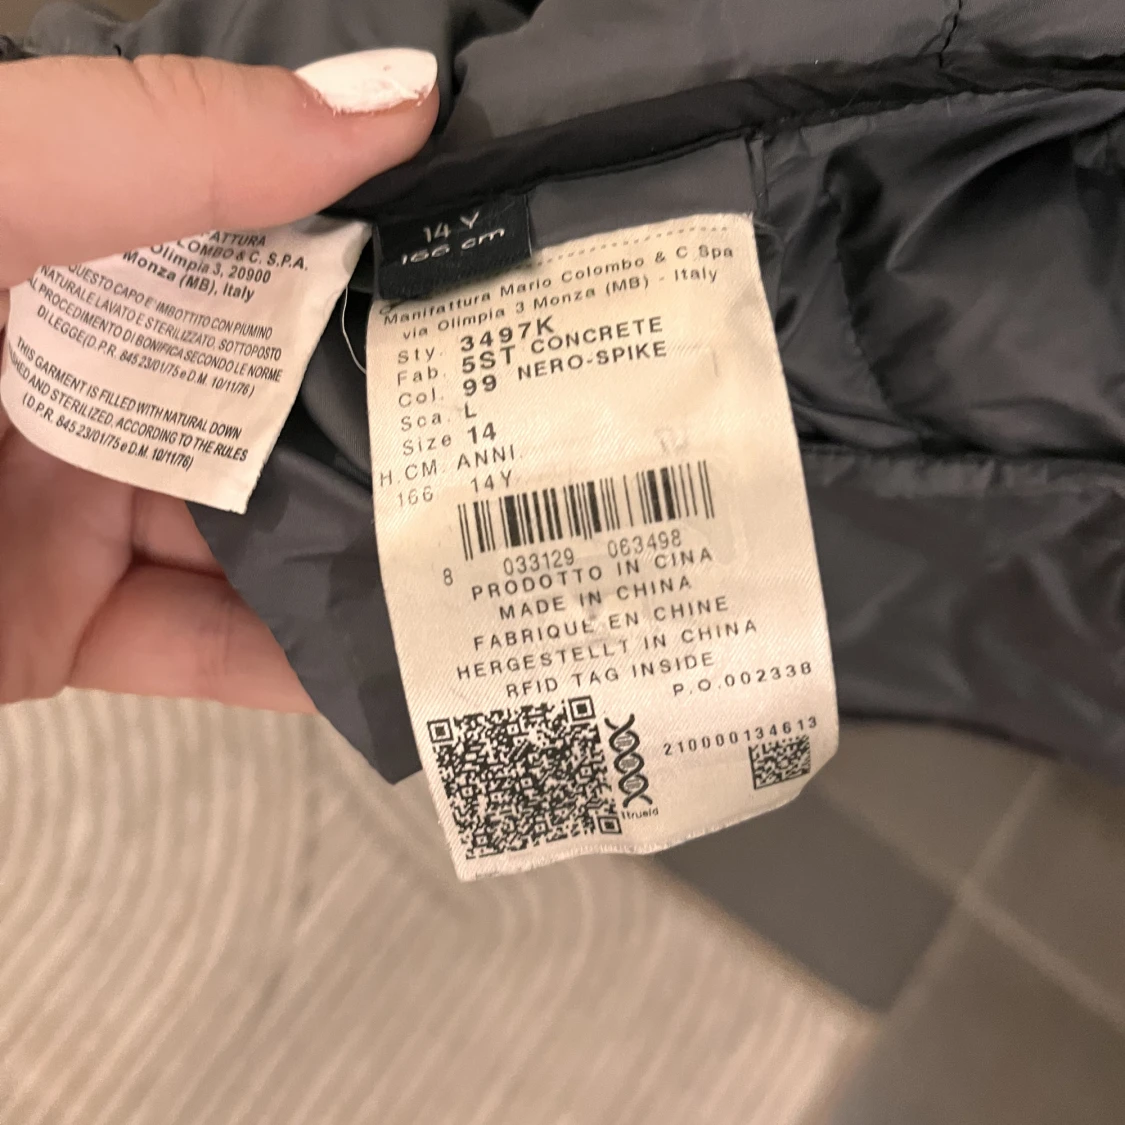 ATTURA
OLOMBO & C. S.P.A.
Olimpia 3, 20900
Monza (MB), Italy
QUESTO CAPO E' IMBOTTITO CON PIUMINO
NATURALE LAVATO E STERILIZZATO, SOTTOPOSTO
AL PROCEDIMENTO DI BONIFICA SECONDO LE NORME
DI LEGGE(D.P.R. 845 23/01/75 e D.M. 10/11/76)
THIS GARMENT IS FILLED WITH NATURAL DOWN
SHED AND STERILIZED, ACCORDING TO THE RULES
(D.P.R. 845 23/01/75 e D.M. 10/11/76)
14 Y
166 cm
Manifattura Mario Colombo & C Spa
via Olimpia 3 Monza (MB) - Italy
Sty. 3497K
Fab. 5ST CONCRETE
Col. 99 NERO-SPIKE
Sca. L
Size 14
H.CM ANNI
166 14Y
8 033129 063498
PRODOTTO IN CINA
MADE IN CHINA
FABRIQUE EN CHINE
HERGESTELLT IN CHINA
RFID TAG INSIDE
P.O.002338
210000134613
1trueid